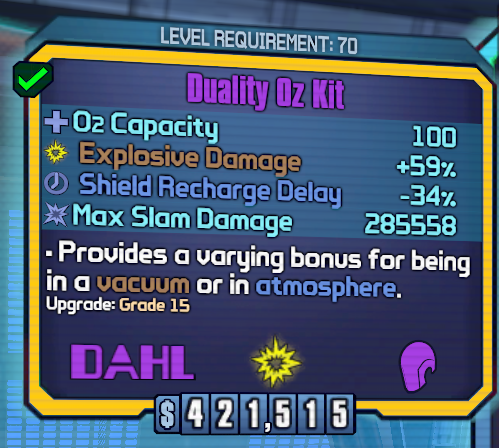 LEVEL REQUIREMENT: 70
Duality Oz Kit
O2 Capacity 100
Explosive Damage +59%
Shield Recharge Delay -34%
Max Slam Damage 285558
• Provides a varying bonus for being
in a vacuum or in atmosphere.
Upgrade: Grade 15
DAHL
$421,515